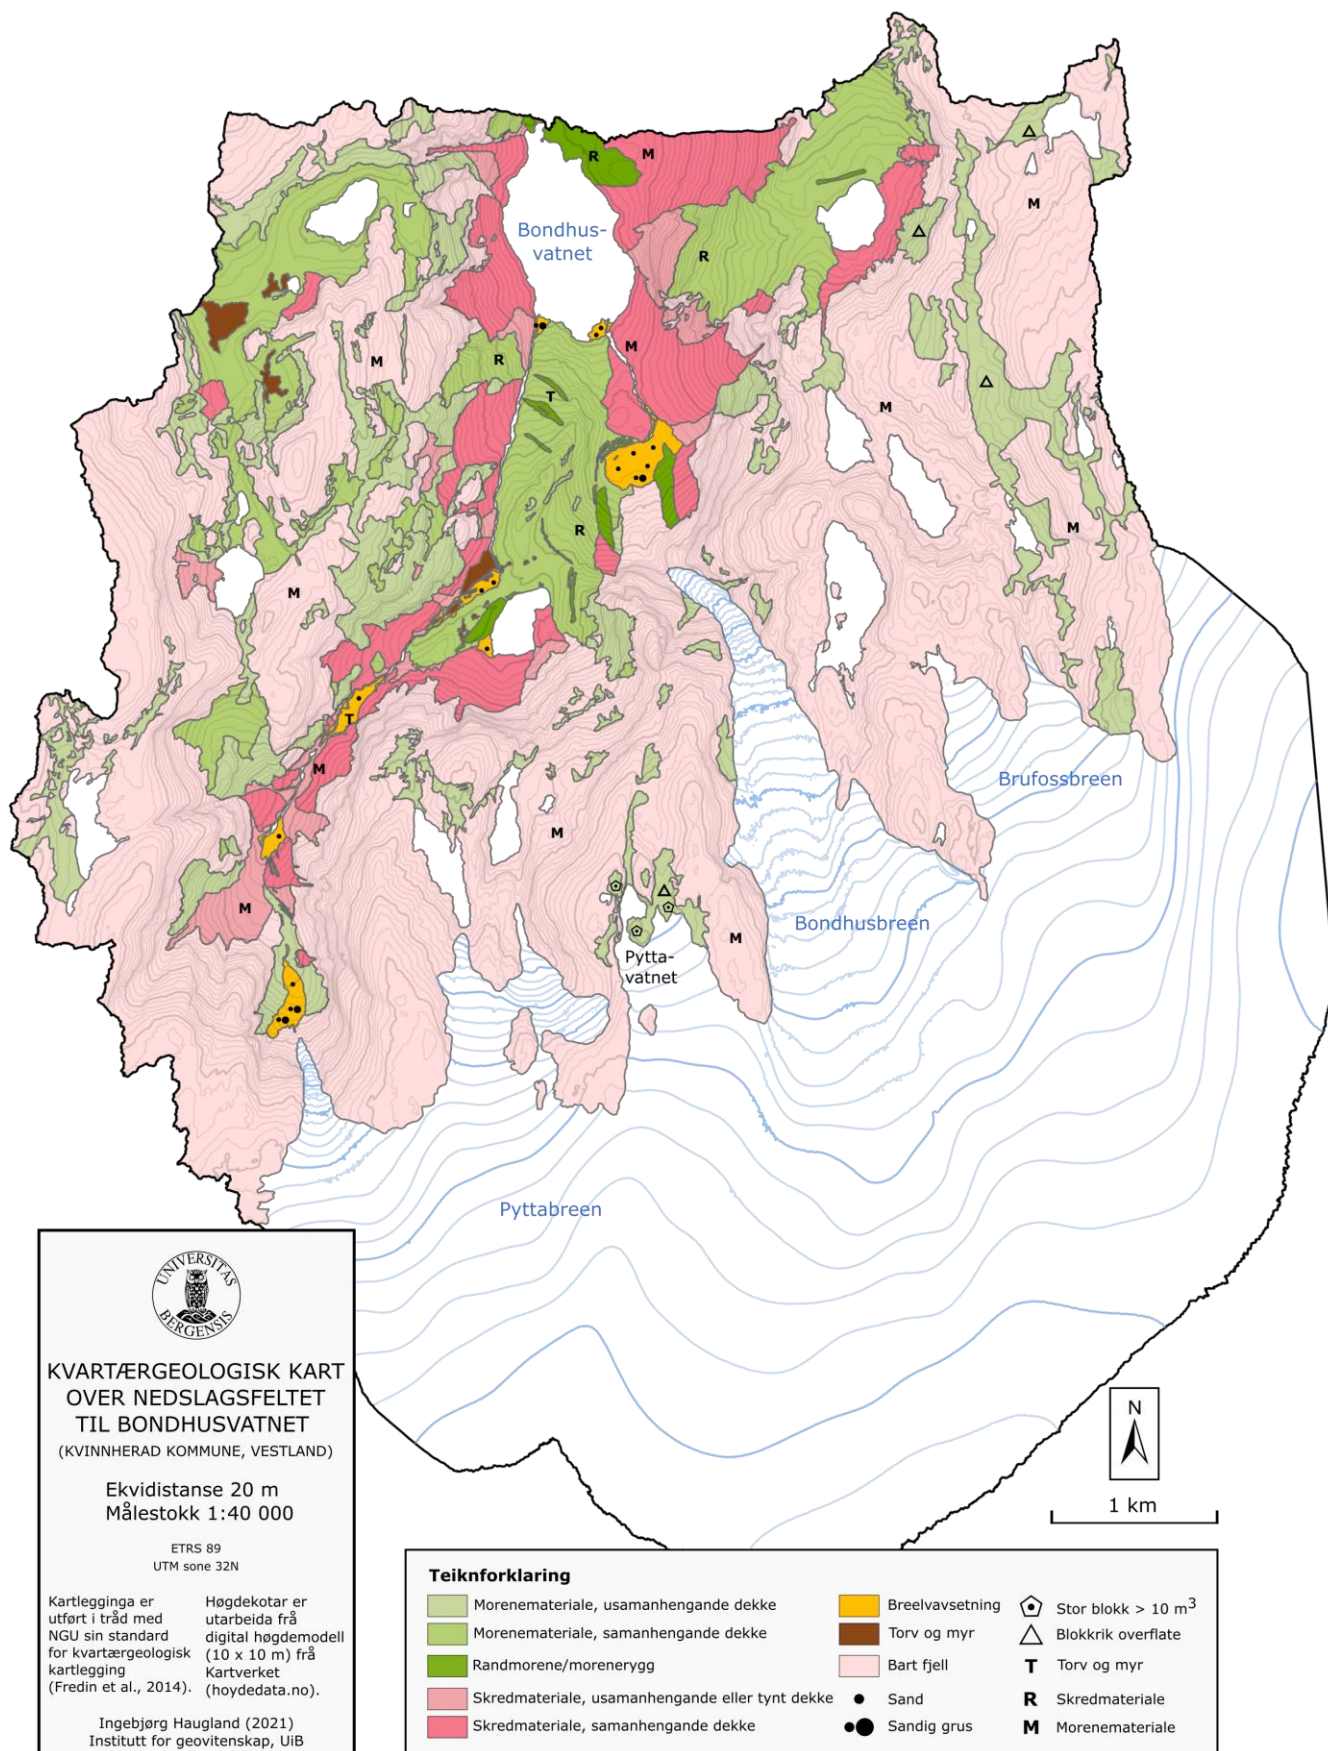 R
M
M
Bondhus-
vatnet
R
M
M
R
M
T
M
R
M
M
T
M
Brufossbreen
M
M
Bondhusbreen
M
Pytta-
vatnet
Pyttabreen
UNIVERSITAS
BERGENSIS
KVARTÆRGEOLOGISK KART
OVER NEDSLAGSFELTET
TIL BONDHUSVATNET
(KVINNHERAD KOMMUNE, VESTLAND)
Ekvidistanse 20 m
Målestokk 1:40 000
ETRS 89
UTM sone 32N
Kartlegginga er
utført i tråd med
NGU sin standard
for kvartærgeologisk
kartlegging
(Fredin et al., 2014).
Høgdekotar er
utarbeida frå
digital høgdemodell
(10 x 10 m) frå
Kartverket
(hoydedata.no).
Ingebjørg Haugland (2021)
Institutt for geovitenskap, UiB
N
1 km
Teiknforklaring
Morenemateriale, usamanhengande dekke
Morenemateriale, samanhengande dekke
Randmorene/morenerygg
Skredmateriale, usamanhengande eller tynt dekke
Skredmateriale, samanhengande dekke
Breelvavsetning
Torv og myr
Bart fjell
Sand
Sandig grus
Stor blokk > 10 m³
Blokkrik overflate
T Torv og myr
R Skredmateriale
M Morenemateriale